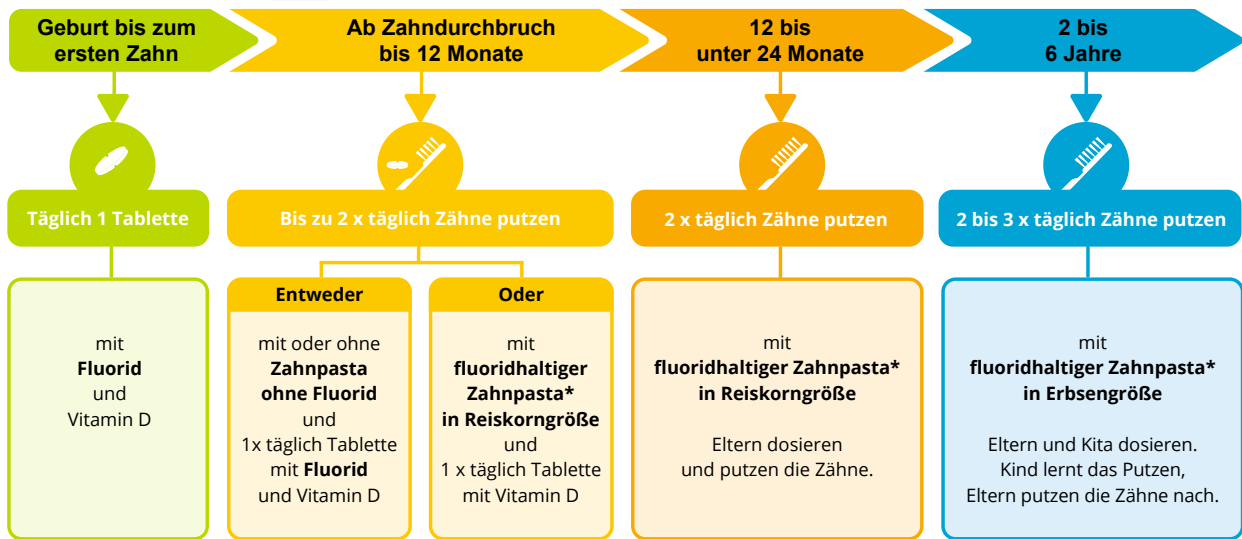 Geburt bis zum
ersten Zahn
Ab Zahndurchbruch
bis 12 Monate
12 bis
unter 24 Monate
2 bis
6 Jahre
Täglich 1 Tablette
Bis zu 2 x täglich Zähne putzen
2 x täglich Zähne putzen
2 bis 3 x täglich Zähne putzen
mit
Fluorid
und
Vitamin D
Entweder
mit oder ohne
Zahnpasta
ohne Fluorid
und
1x täglich Tablette
mit Fluorid
und Vitamin D
Oder
mit
fluoridhaltiger
Zahnpasta*
in Reiskorngröße
und
1 x täglich Tablette
mit Vitamin D
mit
fluoridhaltiger Zahnpasta*
in Reiskorngröße
Eltern dosieren
und putzen die Zähne.
mit
fluoridhaltiger Zahnpasta*
in Erbsengröße
Eltern und Kita dosieren.
Kind lernt das Putzen,
Eltern putzen die Zähne nach.